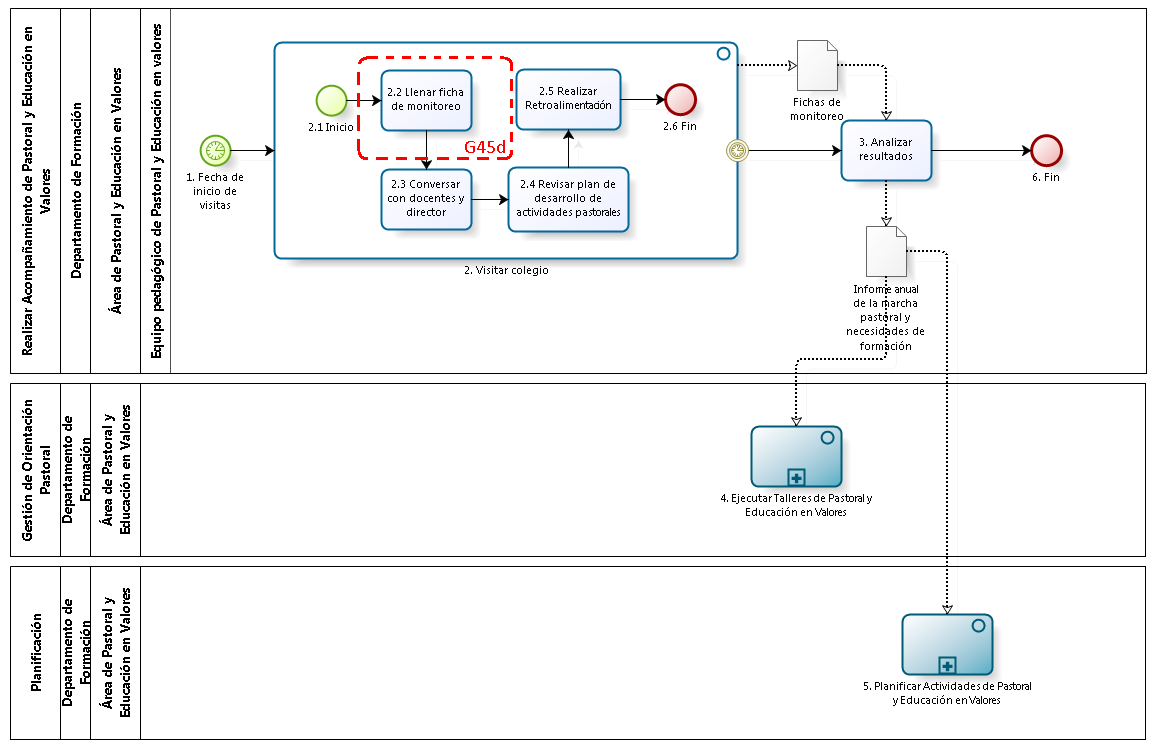 Realizar Acompañamiento de Pastoral y Educación en
Valores
Departamento de Formación
Área de Pastoral y Educación en Valores
Equipo pedagógico de Pastoral y Educación en valores
1. Fecha de
inicio de
visitas
2.1 Inicio
2.2 Llenar ficha
de monitoreo
G45d
2.3 Conversar
con docentes y
director
2.4 Revisar plan de
desarrollo de
actividades pastorales
2.5 Realizar
Retroalimentación
2.6 Fin
2. Visitar colegio
Fichas de
monitoreo
3. Analizar
resultados
6. Fin
Informe anual
de la marcha
pastoral y
necesidades de
formación
Gestión de Orientación
Pastoral
Departamento de
Formación
Área de Pastoral y
Educación en Valores
4. Ejecutar Talleres de Pastoral y
Educación en Valores
Planificación
Departamento de
Formación
Área de Pastoral y
Educación en Valores
5. Planificar Actividades de Pastoral
y Educación en Valores